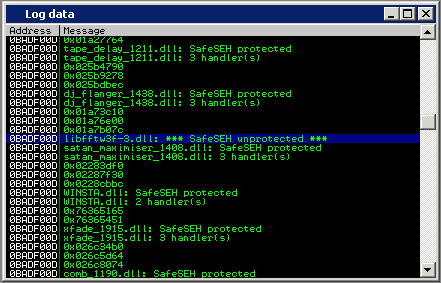 Log data
Address Message
0BADF00D 0x01a27764
0BADF00D tape_delay_1211.dll: SafeSEH protected
0BADF00D tape_delay_1211.dll: 3 handler(s)
0BADF00D 0x025b4790
0BADF00D 0x025b9278
0BADF00D 0x025bdbec
0BADF00D dj_flanger_1438.dll: SafeSEH protected
0BADF00D dj_flanger_1438.dll: 3 handler(s)
0BADF00D 0x01a73c10
0BADF00D 0x01a76e00
0BADF00D 0x01a7b07c
0BADF00D libfftw3f-3.dll: *** SafeSEH unprotected ***
0BADF00D satan_maximiser_1408.dll: SafeSEH protected
0BADF00D satan_maximiser_1408.dll: 3 handler(s)
0BADF00D 0x02283df0
0BADF00D 0x02287f30
0BADF00D 0x0228cbbc
0BADF00D WINSTA.dll: SafeSEH protected
0BADF00D WINSTA.dll: 2 handler(s)
0BADF00D 0x76365165
0BADF00D 0x76365451
0BADF00D xfade_1915.dll: SafeSEH protected
0BADF00D xfade_1915.dll: 3 handler(s)
0BADF00D 0x026c34b0
0BADF00D 0x026c5d64
0BADF00D 0x026c8074
0BADF00D comb_1190.dll: SafeSEH protected